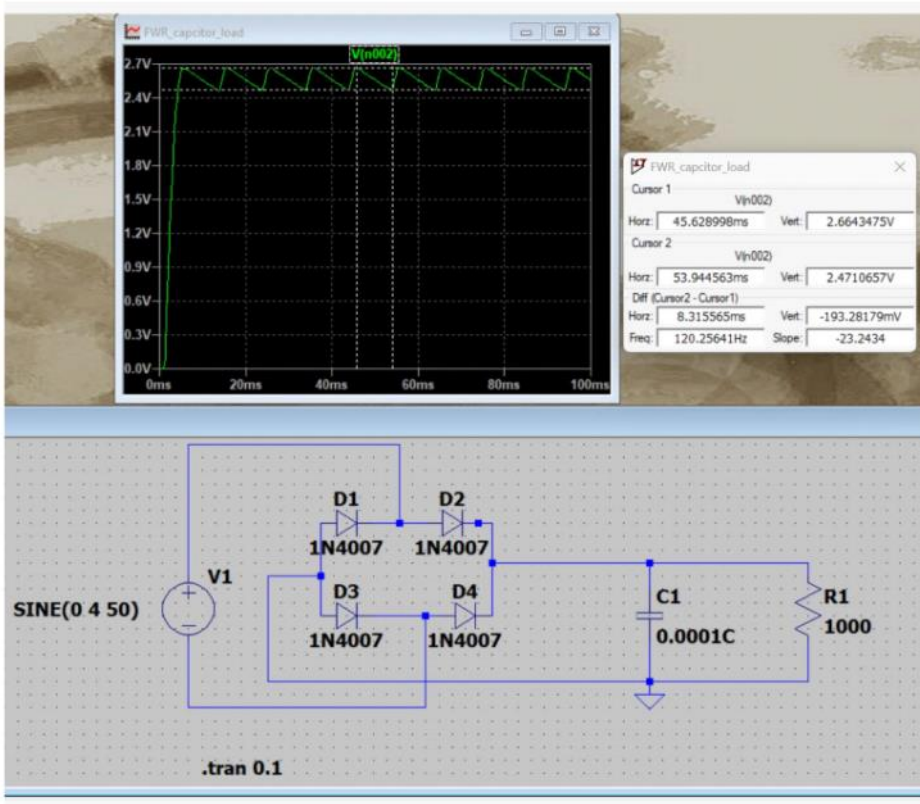 FWR_capcitor_load
V(n002)
2.7V
2.4V
2.1V
1.8V
1.5V
1.2V
0.9V
0.6V
0.3V
0.0V
0ms 20ms 40ms 60ms 80ms 100ms
FWR_capcitor_load
Cursor 1
V(n002)
Horz: 45.628998ms Vert: 2.6643475V
Cursor 2
V(n002)
Horz: 53.944563ms Vert: 2.4710657V
Diff (Cursor2 - Cursor1)
Horz: 8.315565ms Vert: -193.28179mV
Freq: 120.25641Hz Slope: -23.2434
D1 D2
1N4007 1N4007
V1
SINE(0 4 50)
D3 D4
1N4007 1N4007
C1
0.0001C
R1
1000
.tran 0.1